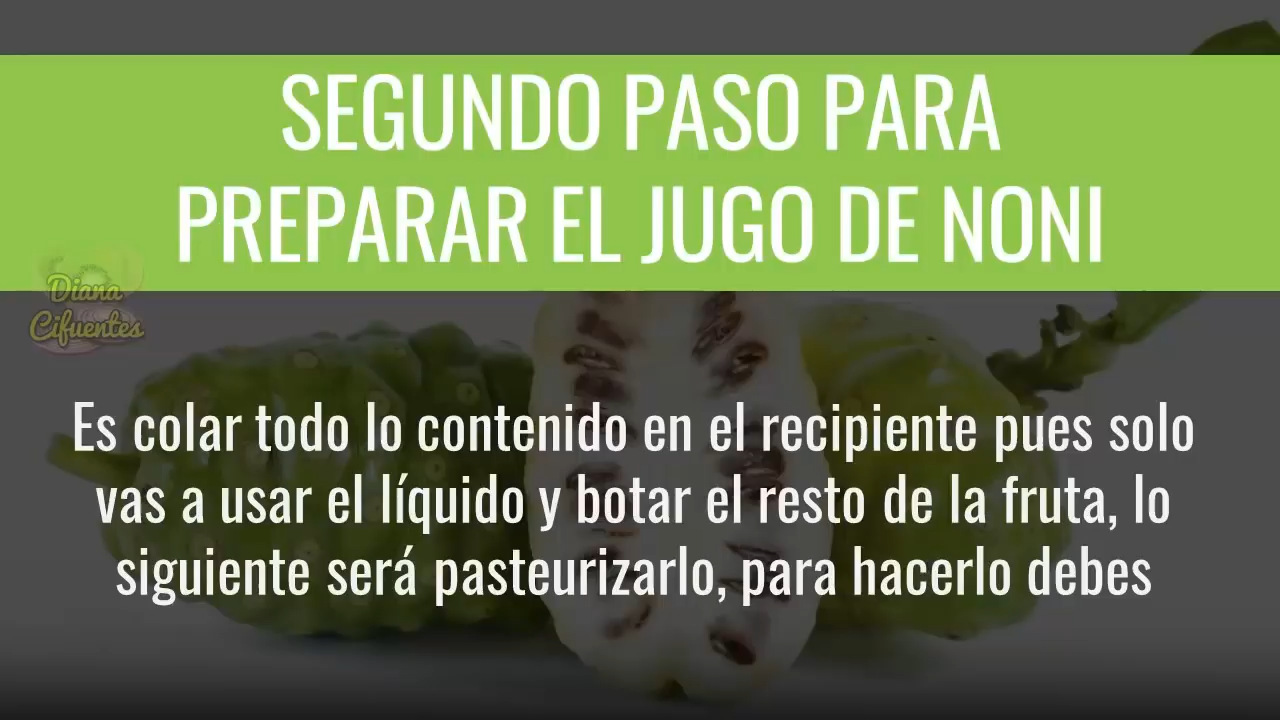 SEGUNDO PASO PARA
PREPARAR EL JUGO DE NONI
Diana
Cifuentes
Es colar todo lo contenido en el recipiente pues solo
vas a usar el líquido y botar el resto de la fruta, lo
siguiente será pasteurizarlo, para hacerlo debes